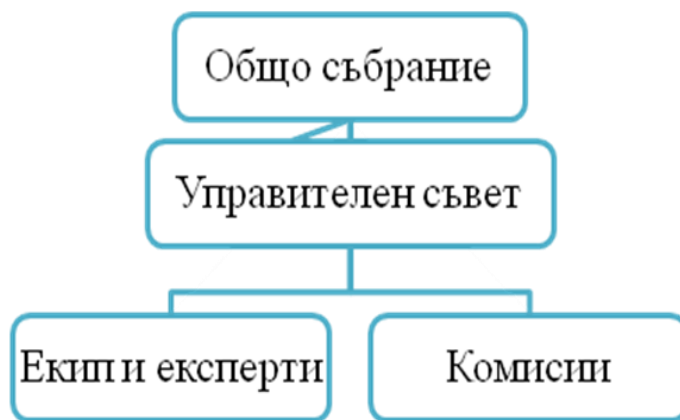 Общо събрание
Управителен съвет
Екип и експерти
Комисии